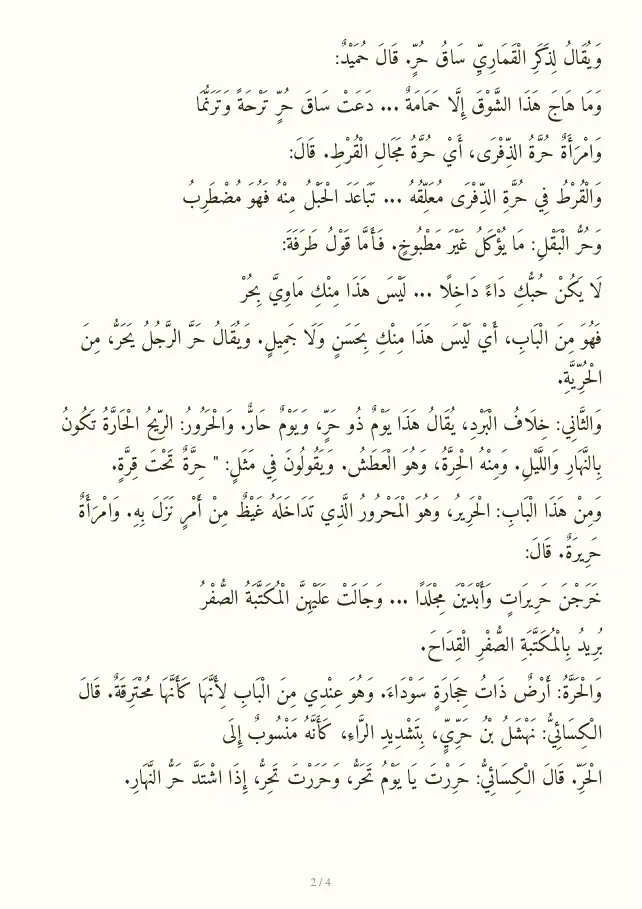 وَيُقَالُ لِذَكَرِ الْقَمَارِيِّ سَاقُ حُرٍّ. قَالَ حُمَيْدٌ:
وَمَا هَاجَ هَذَا الشَّوْقَ إِلَّا حَمَامَةٌ ... دَعَتْ سَاقَ حُرٍّ تَرْحَةً وَتَرَنُّمَا
وَامْرَأَةٌ حُرَّةُ الذِّفْرَى، أَيْ حُرَّةُ مَجَالِ الْقُرْطِ. قَالَ:
وَالْقُرْطُ فِي حُرَّةِ الذِّفْرَى مُعَلِّقُهُ ... تَبَاعَدَ الْحَبْلُ مِنْهُ فَهُوَ مُضْطَرِبُ
وَحُرُّ الْبَقْلِ: مَا يُؤْكَلُ غَيْرَ مَطْبُوخٍ. فَأَمَّا قَوْلُ طَرَفَةَ:
لَا يَكُنْ حُبُّكِ دَاءً دَاخِلًا ... لَيْسَ هَذَا مِنْكِ مَاوِيَّ بِحُرْ
فَهُوَ مِنَ الْبَابِ، أَيْ لَيْسَ هَذَا مِنْكِ بِحَسَنٍ وَلَا جَمِيلٍ. وَيُقَالُ حَرَّ الرَّجُلُ يَحَرُّ، مِنَ
الْحُرِّيَّةِ.
وَالثَّانِي: خِلَافُ الْبَرْدِ، يُقَالُ هَذَا يَوْمٌ ذُو حَرٍّ، وَيَوْمٌ حَارٌّ. وَالْحَرُورُ: الرِّيحُ الْحَارَّةُ تَكُونُ
بِالنَّهَارِ وَاللَّيْلِ. وَمِنْهُ الْحِرَّةُ، وَهُوَ الْعَطَشُ. وَيَقُولُونَ فِي مَثَلٍ: " حِرَّةٌ تَحْتَ قِرَّةٍ.
وَمِنْ هَذَا الْبَابِ: الْحَرِيرُ، وَهُوَ الْمَحْرُورُ الَّذِي تَدَاخَلَهُ غَيْظٌ مِنْ أَمْرٍ نَزَلَ بِهِ. وَامْرَأَةٌ
حَرِيرَةٌ. قَالَ:
خَرَجْنَ حَرِيرَاتٍ وَأَبْدَيْنَ مِجْلَدًا ... وَجَالَتْ عَلَيْهِنَّ الْمُكَتَّبَةُ الصُّفْرُ
يُرِيدُ بِالْمُكَتَّبَةِ الصُّفْرِ الْقِدَاحَ.
وَالْحَرَّةُ: أَرْضٌ ذَاتُ حِجَارَةٍ سَوْدَاءَ. وَهُوَ عِنْدِي مِنَ الْبَابِ لِأَنَّهَا كَأَنَّهَا مُحْتَرِقَةٌ. قَالَ
الْكِسَائِيُّ: نَهْشَلُ بْنُ حَرِّيٍّ، بِتَشْدِيدِ الرَّاءِ، كَأَنَّهُ مَنْسُوبٌ إِلَى
الْحَرِّ. قَالَ الْكِسَائِيُّ: حَرِرْتَ يَا يَوْمُ تَحَرُّ، وَحَرَرْتَ تَحِرُّ، إِذَا اشْتَدَّ حَرُّ النَّهَارِ.
2 / 4